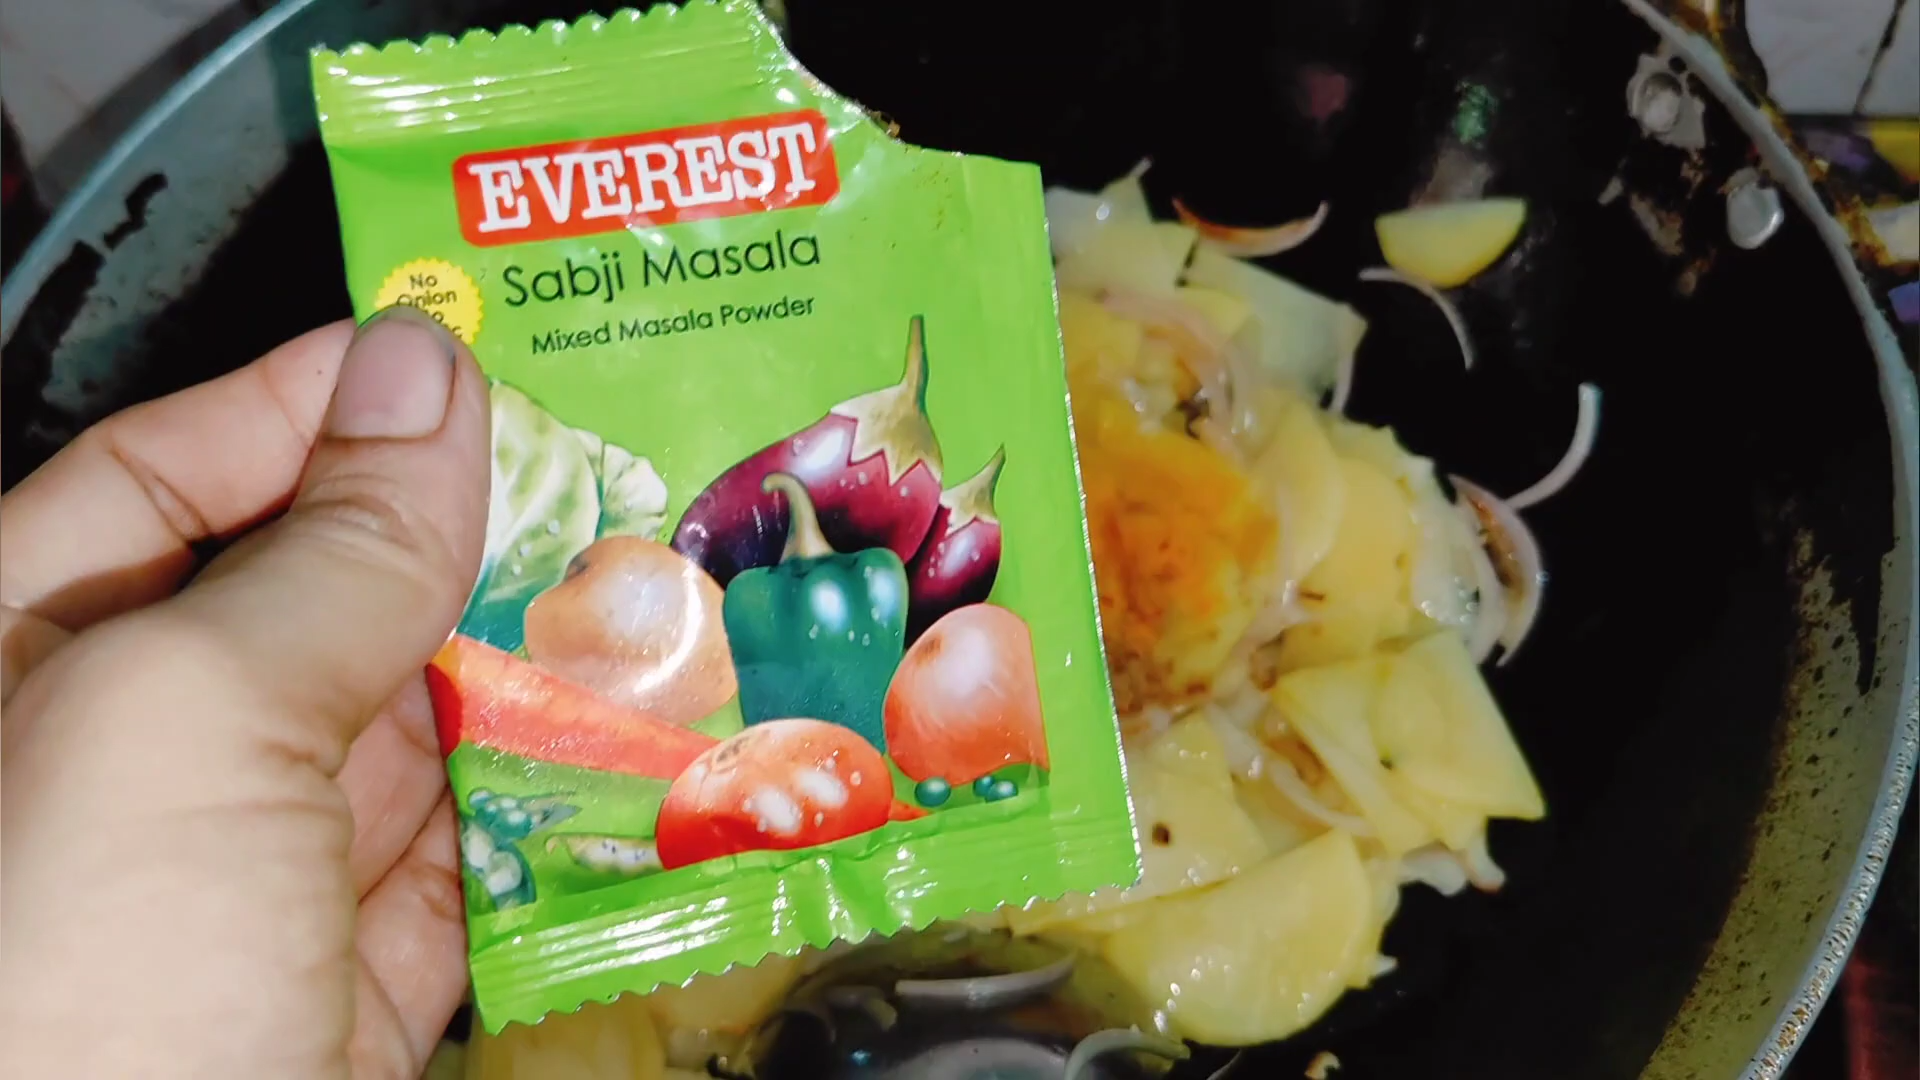 EVEREST
Sabji Masala
Mixed Masala Powder
No
Onion